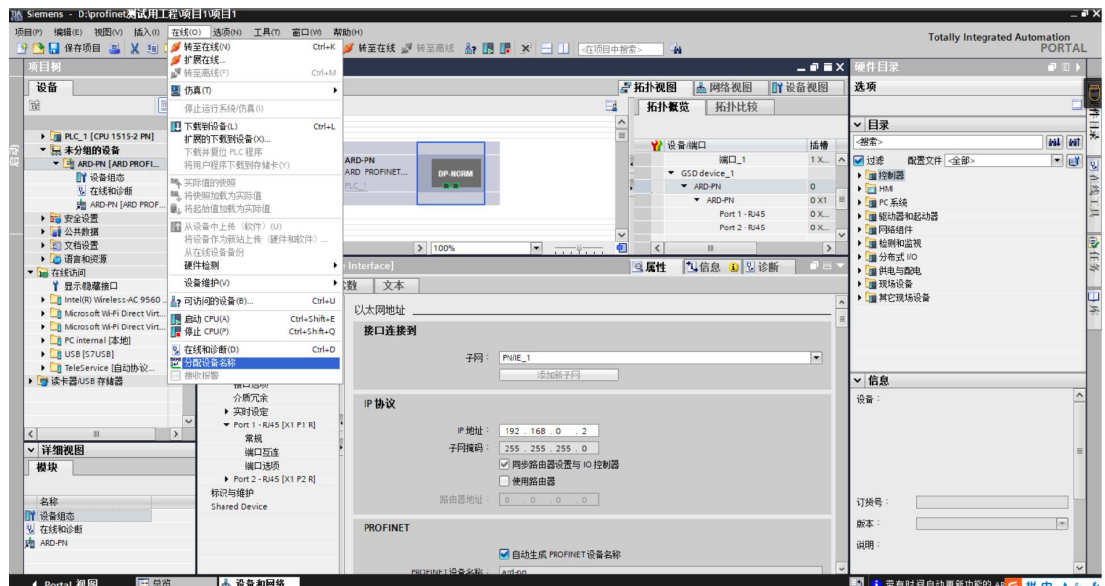 Siemens - D:\profinet测试用工程\项目1\项目1
项目(P) 编辑(E) 视图(V) 插入(I) 在线(O) 选项(N) 工具(T) 窗口(W) 帮助(H)
Totally Integrated Automation
PORTAL
保存项目
转至在线 转至离线 <在项目中搜索>
转至在线(N) Ctrl+K
扩展在线...
转至离线(F) Ctrl+M
仿真(T)
停止运行系统/仿真(I)
下载到设备(L) Ctrl+L
扩展的下载到设备(X)...
下载并复位 PLC 程序
将用户程序下载到存储卡(Y)
实际值的快照
将快照加载为实际值
将起始值加载为实际值
从设备中上传（软件）(U)
将设备作为新站上传（硬件和软件）...
从在线设备备份
硬件检测
设备维护(V)
可访问的设备(B)... Ctrl+U
启动 CPU(A) Ctrl+Shift+E
停止 CPU(P) Ctrl+Shift+Q
在线和诊断(D) Ctrl+D
分配设备名称
接收报警
项目树
设备
启动
PLC_1 [CPU 1515-2 PN]
未分组的设备
ARD-PN [ARD PROFI...
设备组态
在线和诊断
ARD-PN [ARD PROF...
安全设置
公共数据
文档设置
语言和资源
在线访问
显示/隐藏接口
Intel(R) Wireless-AC 9560
Microsoft Wi-Fi Direct Virt...
Microsoft Wi-Fi Direct Virt...
PC internal [本地]
USB [S7USB]
TeleService [自动协议...
读卡器/USB 存储器
详细视图
模块
名称
设备组态
在线和诊断
ARD-PN
拓扑视图 网络视图 设备视图
拓扑概览 拓扑比较
设备/端口 插槽
端口_1 1 X...
GSD device_1
ARD-PN 0
ARD-PN 0 X1
Port 1 - RJ45 0 X...
Port 2 - RJ45 0 X...
ARD-PN
ARD PROFINET...
PLC_1
DP-NORM
100%
Interface]
属性 信息 诊断
文本
介质冗余
实时设定
Port 1 - RJ45 [X1 P1 R]
常规
端口互连
端口选项
Port 2 - RJ45 [X1 P2 R]
标识与维护
Shared Device
以太网地址
接口连接到
子网： PN/IE_1
添加新子网
IP 协议
IP 地址： 192 . 168 . 0 . 2
子网掩码： 255 . 255 . 255 . 0
同步路由器设置与 IO 控制器
使用路由器
路由器地址： 0 . 0 . 0 . 0
PROFINET
自动生成 PROFINET 设备名称
PROFINET 设备名称： ard-pn
硬件目录
选项
目录
<搜索>
过滤 配置文件 <全部>
控制器
HMI
PC 系统
驱动器和起动器
网络组件
检测和监视
分布式 I/O
供电与配电
现场设备
其它现场设备
信息
设备：
订货号：
版本：
说明：
硬件目录
在线工具
任务
库
Portal 视图 总览 设备和网络